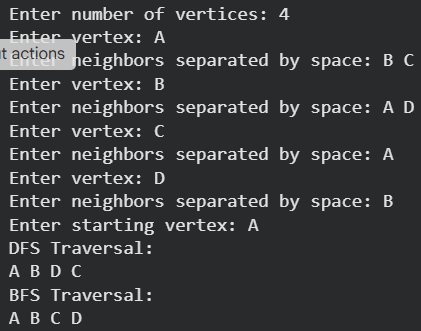 Enter number of vertices: 4
Enter vertex: A
t actions
neighbors separated by space: B C
Enter vertex: B
Enter neighbors separated by space: A D
Enter vertex: C
Enter neighbors separated by space: A
Enter vertex: D
Enter neighbors separated by space: B
Enter starting vertex: A
DFS Traversal:
A B D C
BFS Traversal:
A B C D